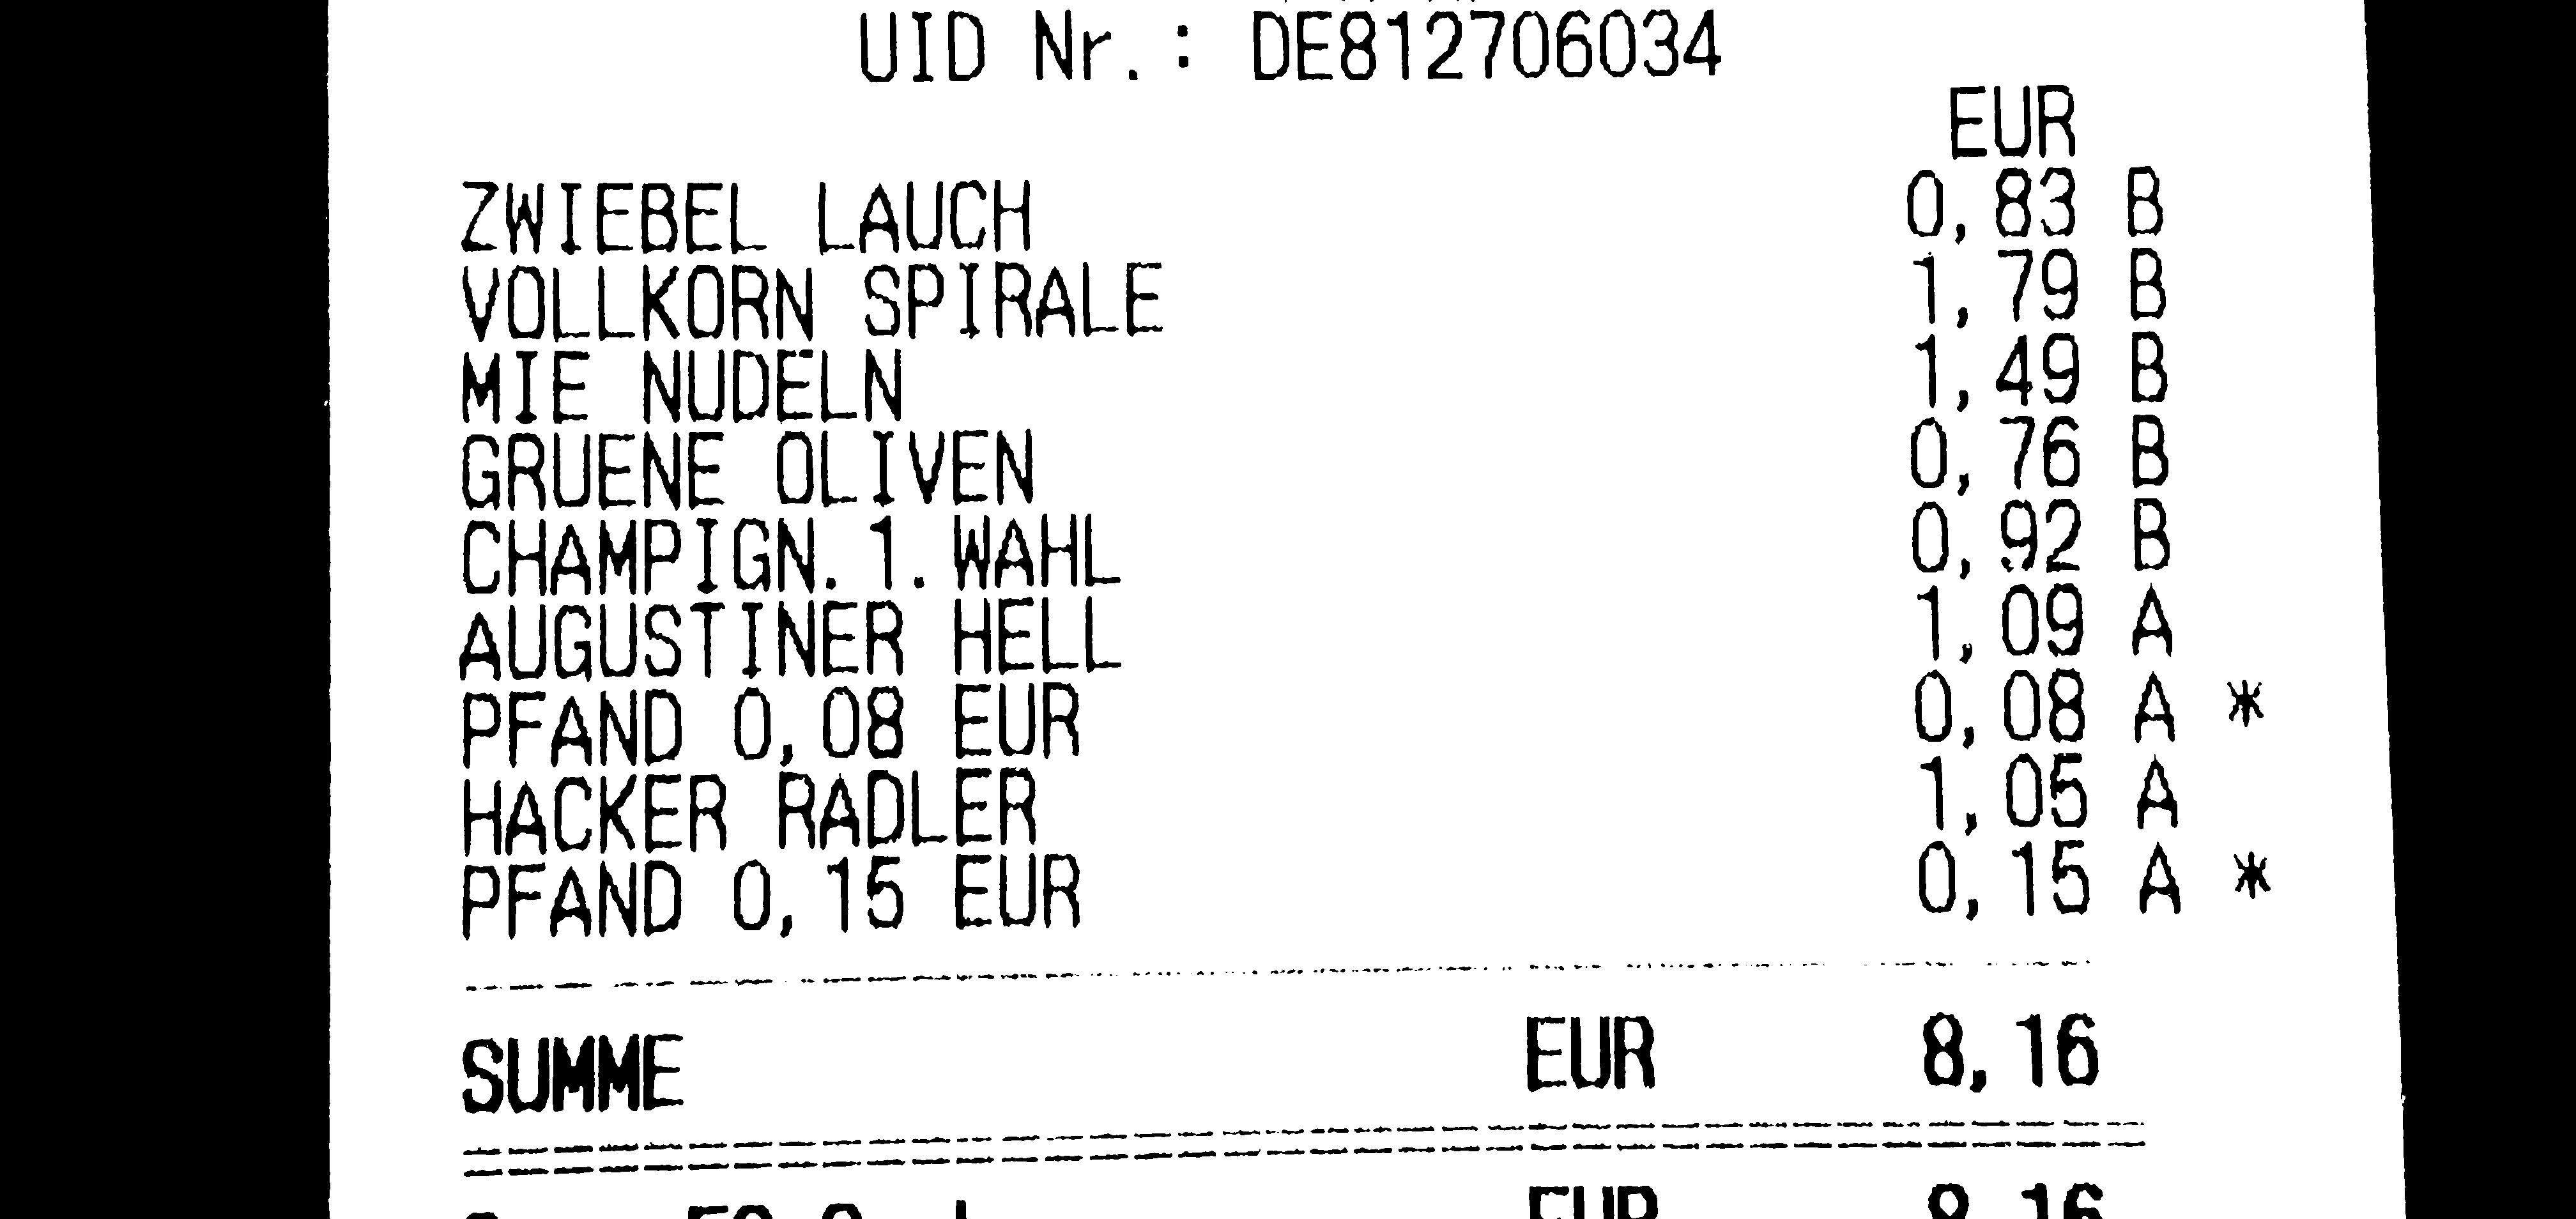 UID Nr.: DE812706034
EUR
ZWIEBEL LAUCH 0,83 B
VOLLKORN SPIRALE 1,79 B
MIE NUDELN 1,49 B
GRUENE OLIVEN 0,76 B
CHAMPIGN.1.WAHL 0,92 B
AUGUSTINER HELL 1,09 A
PFAND 0,08 EUR 0,08 A *
HACKER RADLER 1,05 A
PFAND 0,15 EUR 0,15 A *
SUMME EUR 8,16
EUR 8,16